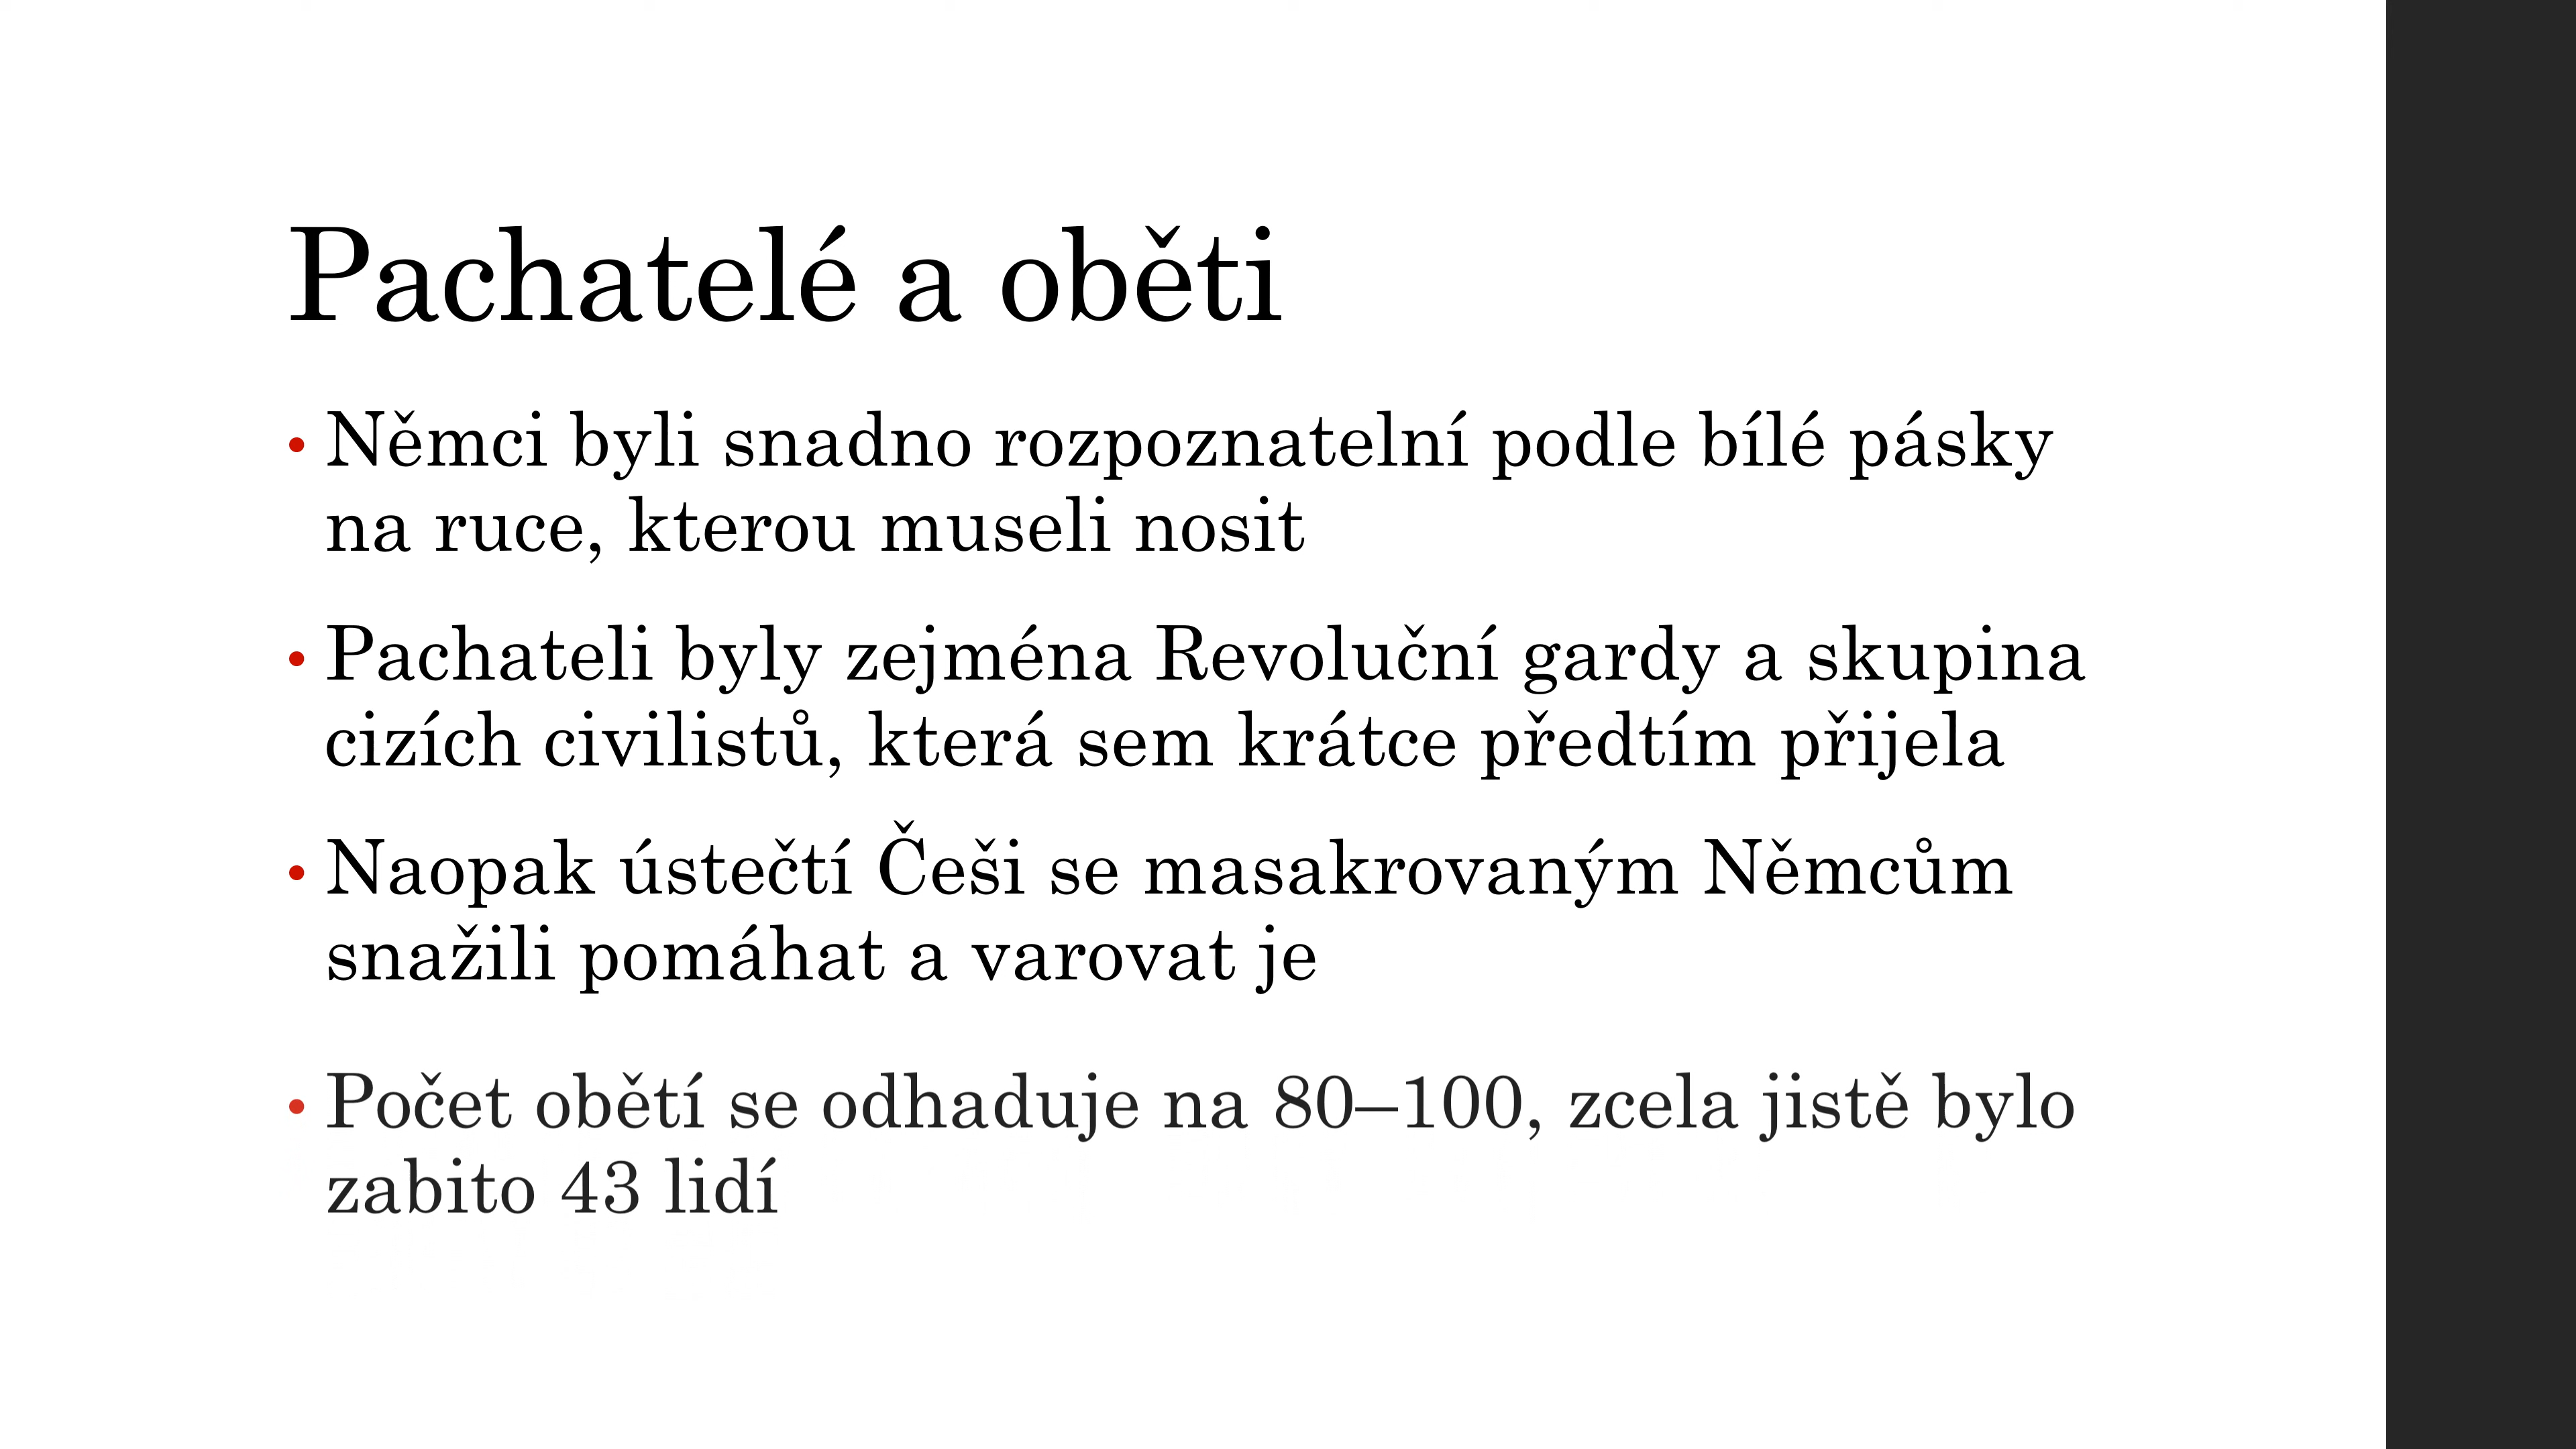 Pachatelé a oběti
• Němci byli snadno rozpoznatelní podle bílé pásky
na ruce, kterou museli nosit
• Pachateli byly zejména Revoluční gardy a skupina
cizích civilistů, která sem krátce předtím přijela
• Naopak ústečtí Češi se masakrovaným Němcům
snažili pomáhat a varovat je
• Počet obětí se odhaduje na 80–100, zcela jistě bylo
zabito 43 lidí